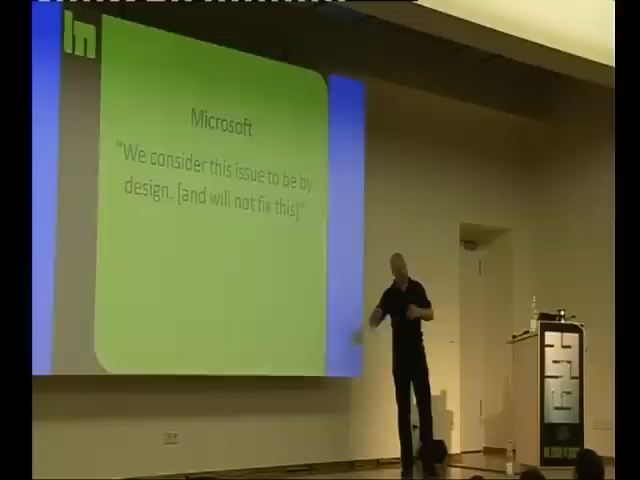 Microsoft
"We consider this issue to be by
design. [and will not fix this]"